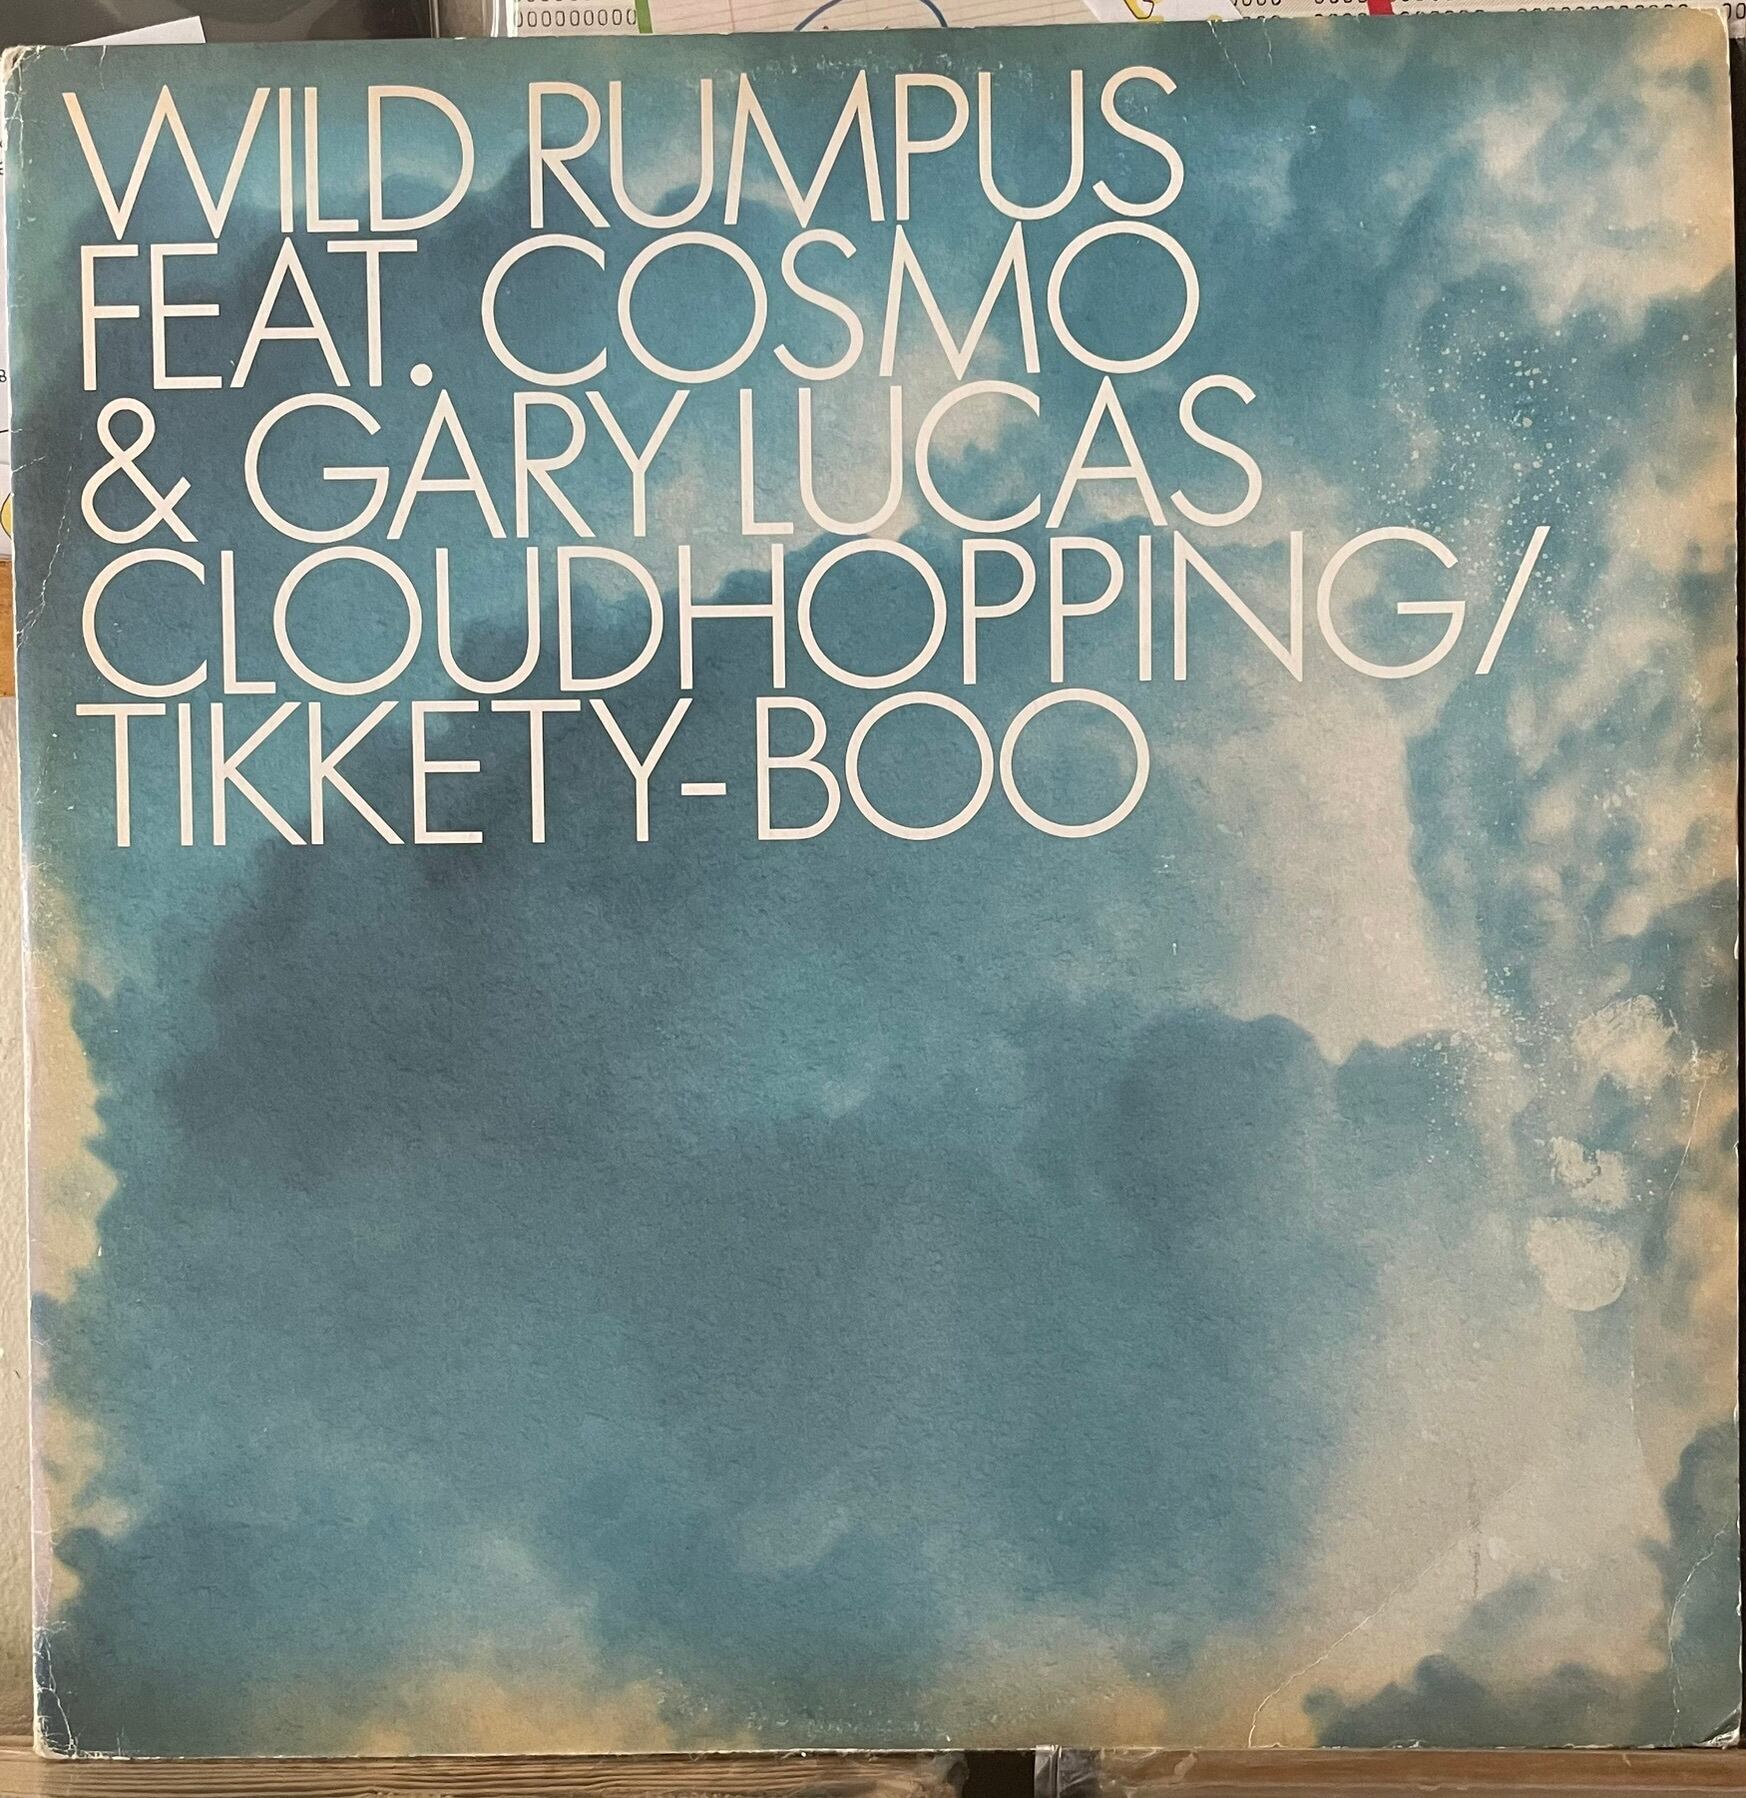 WILD RUMPUS
FEAT. COSMO
& GARY LUCAS
CLOUDHOPPING/
TIKKETY-BOO